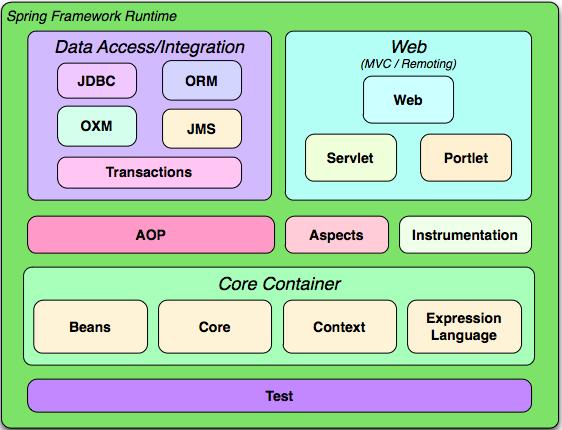 Spring Framework Runtime
Data Access/Integration
JDBC
ORM
OXM
JMS
Transactions
Web
(MVC / Remoting)
Web
Servlet
Portlet
AOP
Aspects
Instrumentation
Core Container
Beans
Core
Context
Expression
Language
Test